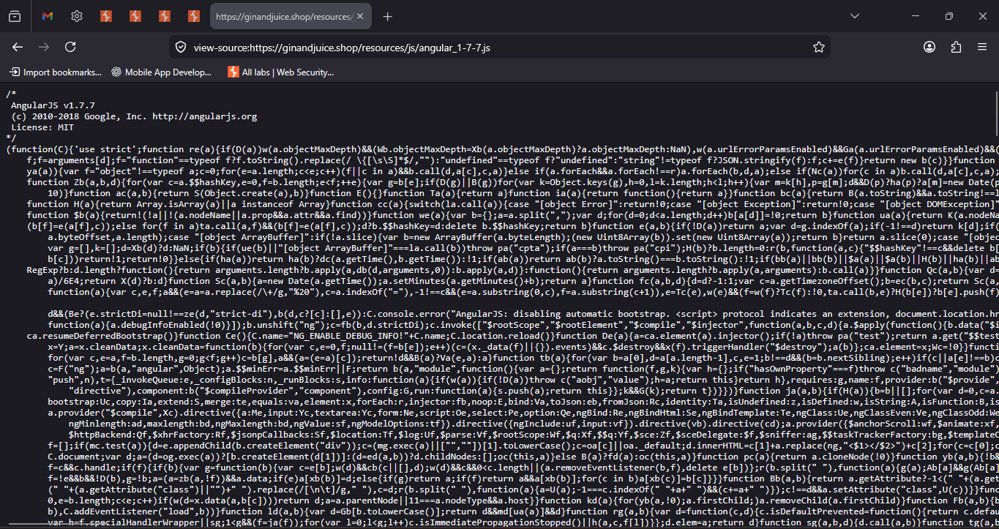 https://ginandjuice.shop/resources/
view-source:https://ginandjuice.shop/resources/js/angular_1-7-7.js
Import bookmarks...
Mobile App Develop...
All labs | Web Security...
/*
AngularJS v1.7.7
(c) 2010-2018 Google, Inc. http://angularjs.org
License: MIT
*/
(function(C){'use strict';function re(a){if(D(a))w(a.objectMaxDepth)&&(Wb.objectMaxDepth=Xb(a.objectMaxDepth)?a.objectMaxDepth:NaN),w(a.urlErrorParamsEnabled)&&Ga(a.urlErrorParamsEnabled)&&(
f;f=arguments[d];f="function"==typeof f?f.toString().replace(/ \{[\s\S]*$/,""):"undefined"==typeof f?"undefined":"string"!=typeof f?JSON.stringify(f):f;c+=e(f)}return new b(c)}}function
ya(a)){var f="object"!==typeof a;c=0;for(e=a.length;c<e;c++)(f||c in a)&&b.call(d,a[c],c,a)}else if(a.forEach&&a.forEach!==r)a.forEach(b,d,a);else if(Nc(a))for(c in a)b.call(d,a[c],c,a);
function Zb(a,b,d){for(var c=a.$$hashKey,e=0,f=b.length;e<f;++e){var g=b[e];if(D(g)||B(g))for(var k=Object.keys(g),h=0,l=k.length;h<l;h++){var m=k[h],p=g[m];d&&D(p)?ha(p)?a[m]=new Date(p
10)}function ac(a,b){return S(Object.create(a),b)}function E(){}function Ta(a){return a}function ia(a){return function(){return a}}function bc(a){return B(a.toString)&&a.toString!==l
function H(a){return Array.isArray(a)||a instanceof Array}function cc(a){switch(la.call(a)){case "[object Error]":return!0;case "[object Exception]":return!0;case "[object DOMException]"
function $b(a){return!(!a||!(a.nodeName||a.prop&&a.attr&&a.find))}function we(a){var b={};a=a.split(",");var d;for(d=0;d<a.length;d++)b[a[d]]=!0;return b}function ua(a){return K(a.nodeNa
(b[f]=e(a[f],c));else for(f in a)ta.call(a,f)&&(b[f]=e(a[f],c));d?b.$$hashKey=d:delete b.$$hashKey;return b}function e(a,b){if(!D(a))return a;var d=g.indexOf(a);if(-1!==d)return k[d];if(
a.byteOffset,a.length);case "[object ArrayBuffer]":if(!a.slice){var b=new ArrayBuffer(a.byteLength);(new Uint8Array(b)).set(new Uint8Array(a));return b}return a.slice(0);case "[objec
var g=[],k=[];d=Xb(d)?d:NaN;if(b){if(ue(b)||"[object ArrayBuffer]"===la.call(b))throw pa("cpta");if(a===b)throw pa("cpi");H(b)?b.length=0:r(b,function(a,c){"$$hashKey"!==c&&delete b[
b[c]))return!1;return!0}}else{if(ha(a))return ha(b)?dc(a.getTime(),b.getTime()):!1;if(ab(a))return ab(b)?a.toString()===b.toString():!1;if(bb(a)||bb(b)||$a(a)||$a(b)||H(b)||ha(b)||ab
RegExp?b:d.length?function(){return arguments.length?b.apply(a,db(d,arguments,0)):b.apply(a,d)}:function(){return arguments.length?b.apply(a,arguments):b.call(a)}}function Qc(a,b){var d=
a)/6E4;return X(d)?b:d}function Sc(a,b){a=new Date(a.getTime());a.setMinutes(a.getMinutes()+b);return a}function fc(a,b,d){d=d?-1:1;var c=a.getTimezoneOffset();b=ec(b,c);return Sc(a,
function(a){var c,e,f;a&&(e=a=a.replace(/\+/g,"%20"),c=a.indexOf("="),-1!==c&&(e=a.substring(0,c),f=a.substring(c+1)),e=Tc(e),w(e)&&(f=w(f)?Tc(f):!0,ta.call(b,e)?H(b[e])?b[e].push(f)
d&&(Be?(e.strictDi=null!==ze(d,"strict-di"),b(d,c?[c]:[],e)):C.console.error("AngularJS: disabling automatic bootstrap. <script> protocol indicates an extension, document.location.hr
function(a){a.debugInfoEnabled(!0)}]);b.unshift("ng");c=fb(b,d.strictDi);c.invoke(["$rootScope","$rootElement","$compile","$injector",function(a,b,c,d){a.$apply(function(){b.data("$i
ca.resumeDeferredBootstrap()}function Ce(){C.name="NG_ENABLE_DEBUG_INFO!"+C.name;C.location.reload()}function De(a){a=ca.element(a).injector();if(!a)throw pa("test");return a.get("$$test
x=Y;a=x.cleanData;x.cleanData=function(b){for(var c,e=0,f;null!=(f=b[e]);e++)(c=(x._data(f)||{}).events)&&c.$destroy&&x(f).triggerHandler("$destroy");a(b)};ca.element=x;Wc=!0}}functi
for(var c,e=a,f=b.length,g=0;g<f;g++)c=b[g],a&&(a=(e=a)[c]);return!d&&B(a)?Va(e,a):a}function tb(a){for(var b=a[0],d=a[a.length-1],c,e=1;b!==d&&(b=b.nextSibling);e++)if(c||a[e]!==b)c
c=F("ng");a=b(a,"angular",Object);a.$$minErr=a.$$minErr||F;return b(a,"module",function(){var a={};return function(f,g,k){var h={};if("hasOwnProperty"===f)throw c("badname","module")
"push",n),t={_invokeQueue:e,_configBlocks:n,_runBlocks:s,info:function(a){if(w(a)){if(!D(a))throw c("aobj","value");h=a;return this}return h},requires:g,name:f,provider:b("$provide",
"directive"),component:b("$compileProvider","component"),config:G,run:function(a){s.push(a);return this}};k&&G(k);return t})}})}function ja(a,b){if(H(a)){b=b||[];for(var d=0,c=a.
bootstrap:Uc,copy:Ia,extend:S,merge:te,equals:va,element:x,forEach:r,injector:fb,noop:E,bind:Va,toJson:eb,fromJson:Rc,identity:Ta,isUndefined:z,isDefined:w,isString:A,isFunction:B,is
a.provider("$compile",Xc).directive({a:Me,input:Yc,textarea:Yc,form:Ne,script:Oe,select:Pe,option:Qe,ngBind:Re,ngBindHtml:Se,ngBindTemplate:Te,ngClass:Ue,ngClassEven:Ve,ngClassOdd:We
ngMinlength:ad,maxlength:bd,ngMaxlength:bd,ngValue:sf,ngModelOptions:tf}).directive({ngInclude:uf,input:vf}).directive(vb).directive(cd);a.provider({$anchorScroll:wf,$animate:xf,
$httpBackend:Qf,$xhrFactory:Rf,$jsonpCallbacks:Sf,$location:Tf,$log:Uf,$parse:Vf,$rootScope:Wf,$q:Xf,$$q:Yf,$sce:Zf,$sceDelegate:$f,$sniffer:ag,$$taskTrackerFactory:bg,$templateC
f=[];if(mc.test(a)){d=e.appendChild(b.createElement("div"));c=(mg.exec(a)||["",""])[1].toLowerCase();c=oa[c]||oa._default;d.innerHTML=c[1]+a.replace(ng,"<$1></$2>")+c[2];for(c=c[0];c
C.document;var d;a=(d=og.exec(a))?[b.createElement(d[1])]:(d=ed(a,b))?d.childNodes:[];oc(this,a)}else B(a)?fd(a):oc(this,a)}function pc(a){return a.cloneNode(!0)}function yb(a,b){!b&
f=c&&c.handle;if(f){if(b){var g=function(b){var c=e[b];w(d)&&cb(c||[],d);w(d)&&c&&0<c.length||(a.removeEventListener(b,f),delete e[b])};r(b.split(" "),function(a){g(a);Ab[a]&&g(Ab[a]
f=!e&&b&&!D(b),g=!b;a=(a=zb(a,!f))&&a.data;if(e)a[xb(b)]=d;else{if(g)return a;if(f)return a&&a[xb(b)];for(c in b)a[xb(c)]=b[c]}}}function Bb(a,b){return a.getAttribute?-1<(" "+(a.get
(" "+(a.getAttribute("class")||"")+" ").replace(/[\n\t]/g," "),c=d;r(b.split(" "),function(a){a=U(a);-1===c.indexOf(" "+a+" ")&&(c+=a+" ")});c!==d&&a.setAttribute("class",U(c))}}func
0,e=b.length;c<e;c++)if(w(d=x.data(a,b[c])))return d;a=a.parentNode||11===a.nodeType&&a.host}}function kd(a){for(yb(a,!0);a.firstChild;)a.removeChild(a.firstChild)}function Fb(a,b){b
b),C.addEventListener("load",b))}function ld(a,b){var d=Gb[b.toLowerCase()];return d&&md[ua(a)]&&d}function rg(a,b){var d=function(c,d){c.isDefaultPrevented=function(){return c.defau
var h=f.specialHandlerWrapper||sg;1<g&&(f=ja(f));for(var l=0;l<g;l++)c.isImmediatePropagationStopped()||h(a,c,f[l])}};d.elem=a;return d}function sg(a,b,d){d.call(a,b)}function tg(a,b